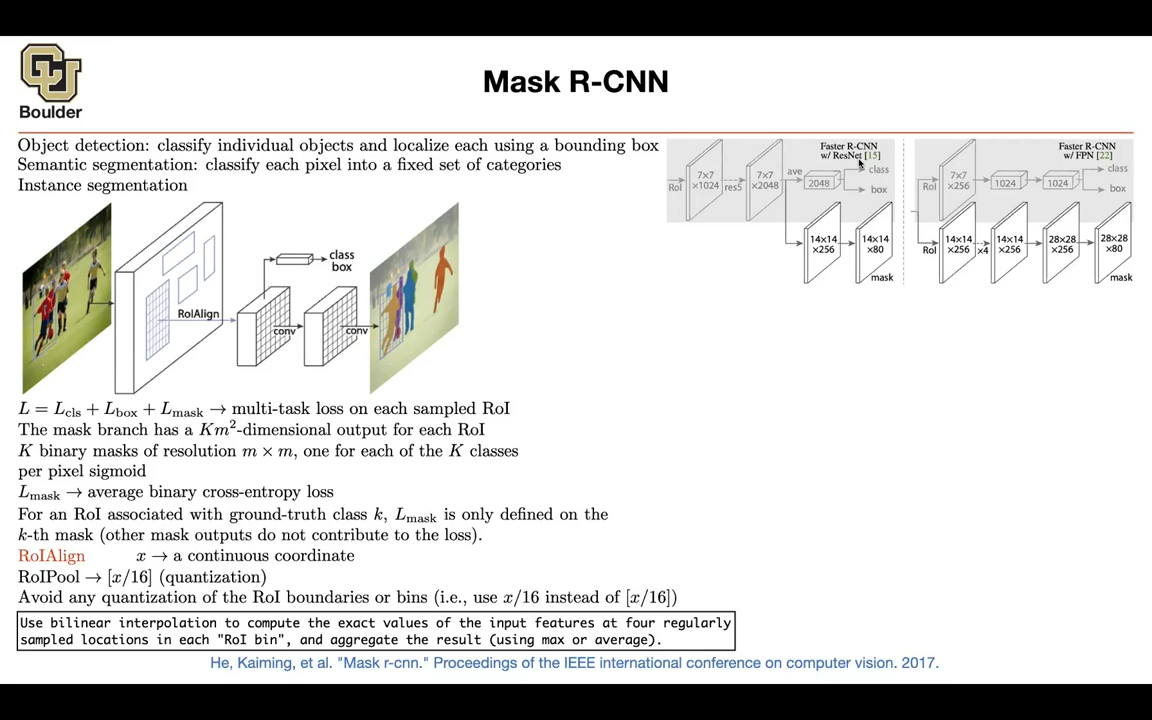 Boulder
Mask R-CNN
Object detection: classify individual objects and localize each using a bounding box
Semantic segmentation: classify each pixel into a fixed set of categories
Instance segmentation
RoIAlign
class
box
conv
conv
L = L_cls + L_box + L_mask → multi-task loss on each sampled RoI
The mask branch has a Km²-dimensional output for each RoI
K binary masks of resolution m × m, one for each of the K classes
per pixel sigmoid
L_mask → average binary cross-entropy loss
For an RoI associated with ground-truth class k, L_mask is only defined on the
k-th mask (other mask outputs do not contribute to the loss).
RoIAlign x → a continuous coordinate
RoIPool → [x/16] (quantization)
Avoid any quantization of the RoI boundaries or bins (i.e., use x/16 instead of [x/16])
Use bilinear interpolation to compute the exact values of the input features at four regularly
sampled locations in each "RoI bin", and aggregate the result (using max or average).
Faster R-CNN
w/ ResNet [15]
RoI
7×7
×1024
res5
7×7
×2048
ave
2048
class
box
14×14
×256
14×14
×80
mask
Faster R-CNN
w/ FPN [22]
RoI
7×7
×256
1024
1024
class
box
RoI
14×14
×256
x4
14×14
×256
28×28
×256
28×28
×80
mask
He, Kaiming, et al. "Mask r-cnn." Proceedings of the IEEE international conference on computer vision. 2017.